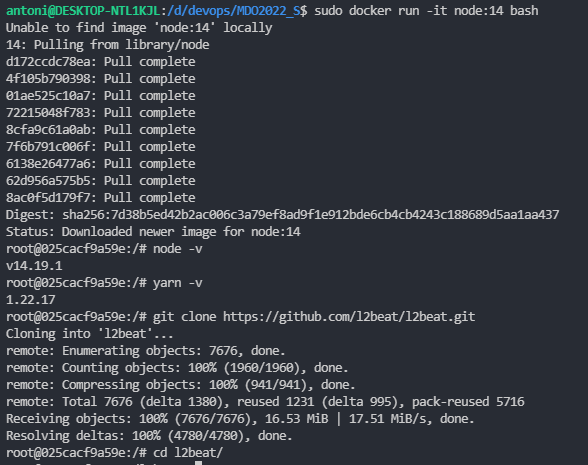 antoni@DESKTOP-NTL1KJL:/d/devops/MDO2022_S$ sudo docker run -it node:14 bash
Unable to find image 'node:14' locally
14: Pulling from library/node
d172ccdc78ea: Pull complete
4f105b790398: Pull complete
01ae525c10a7: Pull complete
72215048f783: Pull complete
8cfa9c61a0ab: Pull complete
7f6b791c006f: Pull complete
6138e26477a6: Pull complete
62d956a575b5: Pull complete
8ac0f5d179f7: Pull complete
Digest: sha256:7d38b5ed42b2ac006c3a79ef8ad9f1e912bde6cb4cb4243c188689d5aa1aa437
Status: Downloaded newer image for node:14
root@025cacf9a59e:/# node -v
v14.19.1
root@025cacf9a59e:/# yarn -v
1.22.17
root@025cacf9a59e:/# git clone https://github.com/l2beat/l2beat.git
Cloning into 'l2beat'...
remote: Enumerating objects: 7676, done.
remote: Counting objects: 100% (1960/1960), done.
remote: Compressing objects: 100% (941/941), done.
remote: Total 7676 (delta 1380), reused 1231 (delta 995), pack-reused 5716
Receiving objects: 100% (7676/7676), 16.53 MiB | 17.51 MiB/s, done.
Resolving deltas: 100% (4780/4780), done.
root@025cacf9a59e:/# cd l2beat/